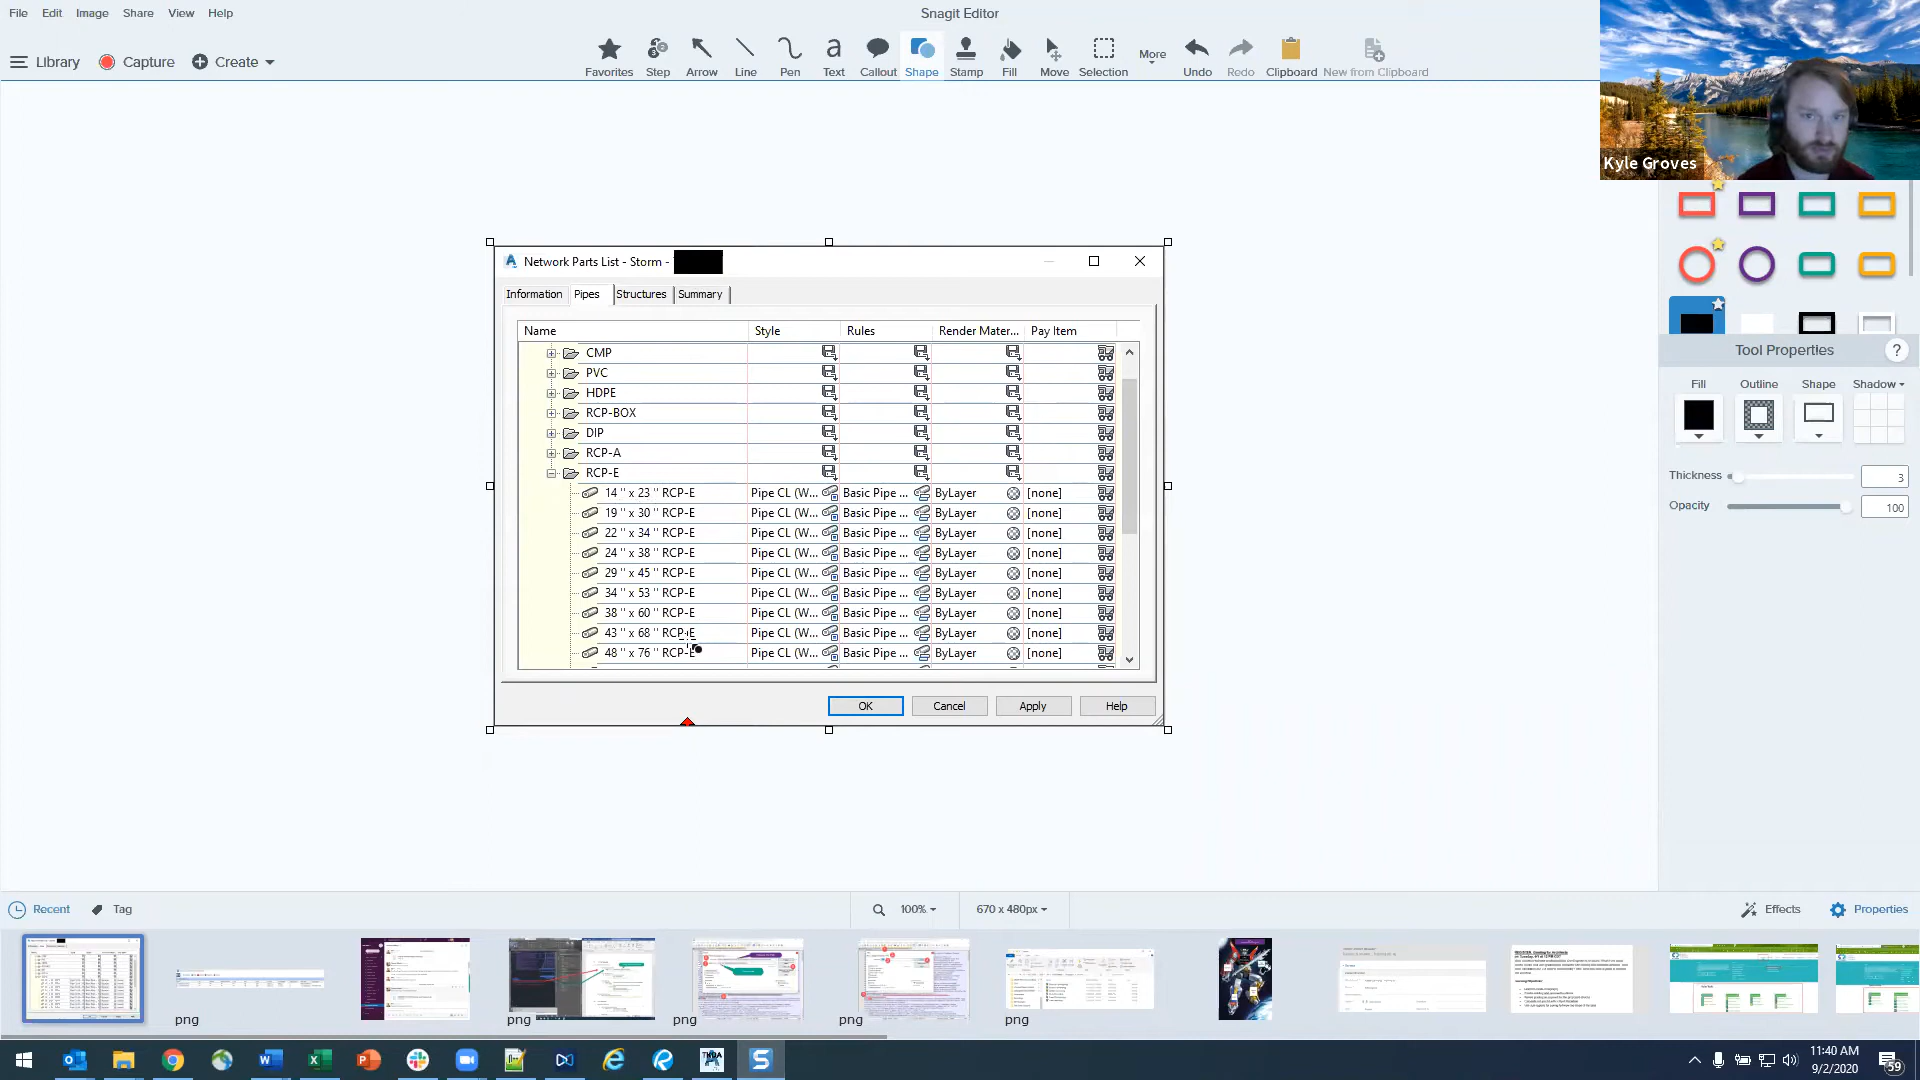 File Edit Image Share View Help
Snagit Editor
Library Capture Create
Favorites Step Arrow Line Pen Text Callout Shape Stamp Fill Move Selection More Undo Redo Clipboard New from Clipboard
Kyle Groves
Network Parts List - Storm -
Information Pipes Structures Summary
Name Style Rules Render Mater... Pay Item
CMP
PVC
HDPE
RCP-BOX
DIP
RCP-A
RCP-E
14 " x 23 " RCP-E Pipe CL (W... Basic Pipe ... ByLayer [none]
19 " x 30 " RCP-E Pipe CL (W... Basic Pipe ... ByLayer [none]
22 " x 34 " RCP-E Pipe CL (W... Basic Pipe ... ByLayer [none]
24 " x 38 " RCP-E Pipe CL (W... Basic Pipe ... ByLayer [none]
29 " x 45 " RCP-E Pipe CL (W... Basic Pipe ... ByLayer [none]
34 " x 53 " RCP-E Pipe CL (W... Basic Pipe ... ByLayer [none]
38 " x 60 " RCP-E Pipe CL (W... Basic Pipe ... ByLayer [none]
43 " x 68 " RCP-E Pipe CL (W... Basic Pipe ... ByLayer [none]
48 " x 76 " RCP-E Pipe CL (W... Basic Pipe ... ByLayer [none]
OK Cancel Apply Help
Tool Properties ?
Fill Outline Shape Shadow
Thickness 3
Opacity 100
Recent Tag 100% 670 x 480px Effects Properties
png png png png png
TKDA
11:40 AM
9/2/2020
59